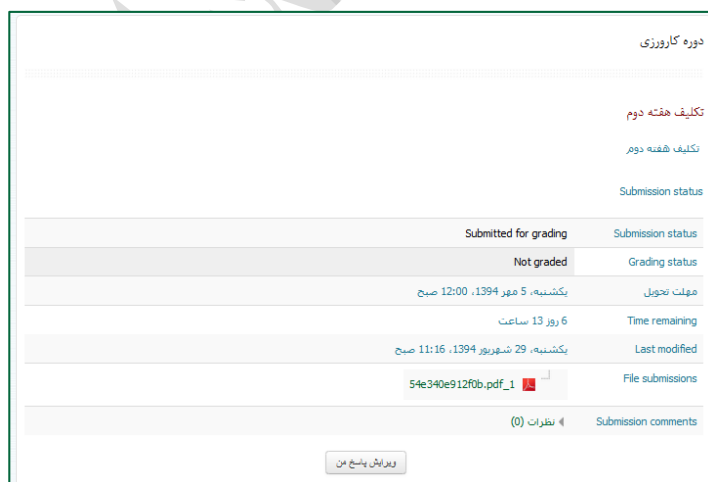 دوره کارورزی
تکلیف هفته دوم
تکلیف هفته دوم
Submission status
Submission status Submitted for grading
Grading status Not graded
مهلت تحویل یکشنبه، 5 مهر 1394، 12:00 صبح
Time remaining 6 روز 13 ساعت
Last modified یکشنبه، 29 شهریور 1394، 11:16 صبح
File submissions 54e340e912f0b.pdf_1
Submission comments نظرات (0)
ویرایش پاسخ من